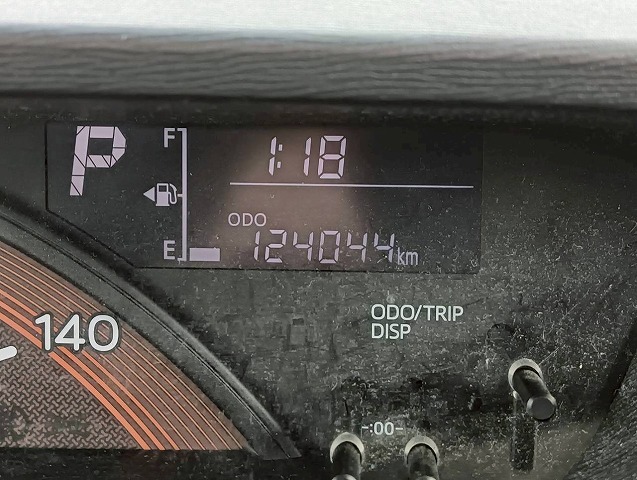 P
F
1:18
ODO
E
124044km
ODO/TRIP
DISP
140
-:00-